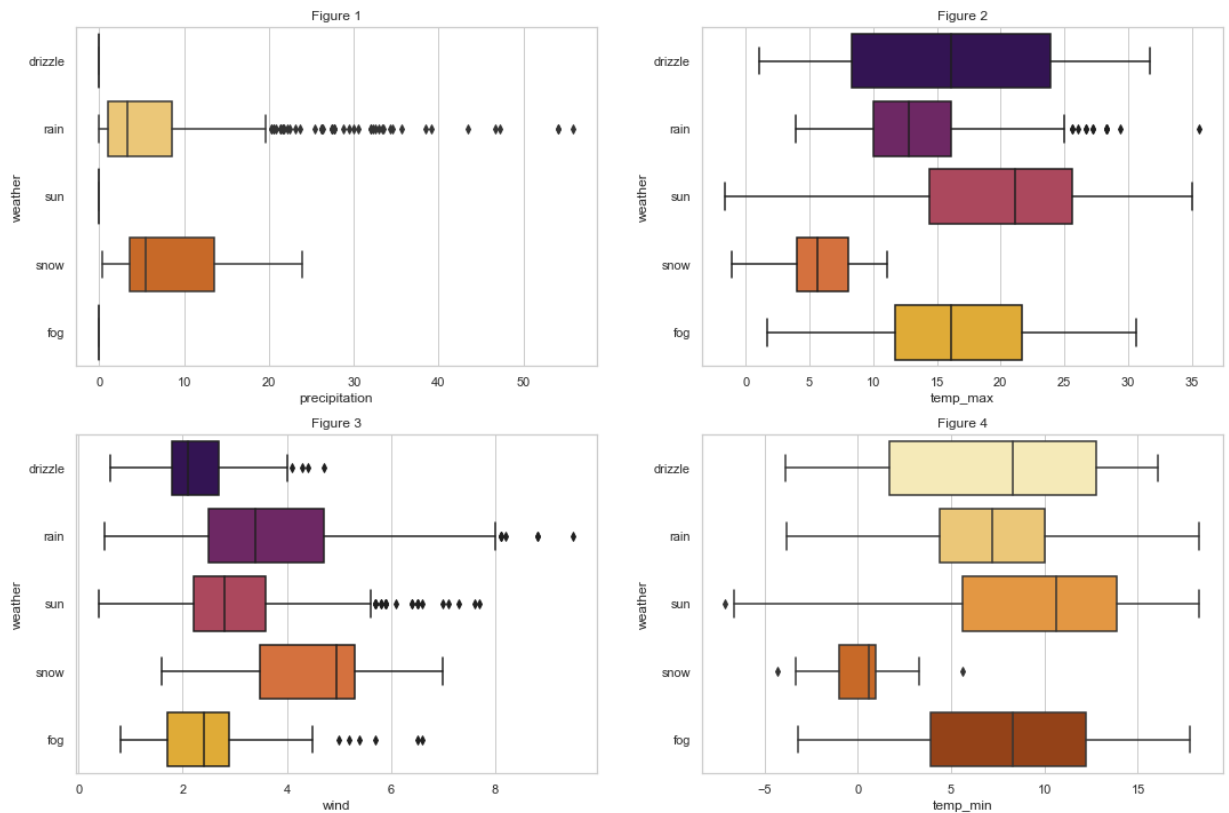 Figure 1
drizzle
rain
sun
snow
fog
weather
0 10 20 30 40 50
precipitation
Figure 2
drizzle
rain
sun
snow
fog
weather
0 5 10 15 20 25 30 35
temp_max
Figure 3
drizzle
rain
sun
snow
fog
weather
0 2 4 6 8
wind
Figure 4
drizzle
rain
sun
snow
fog
weather
−5 0 5 10 15
temp_min